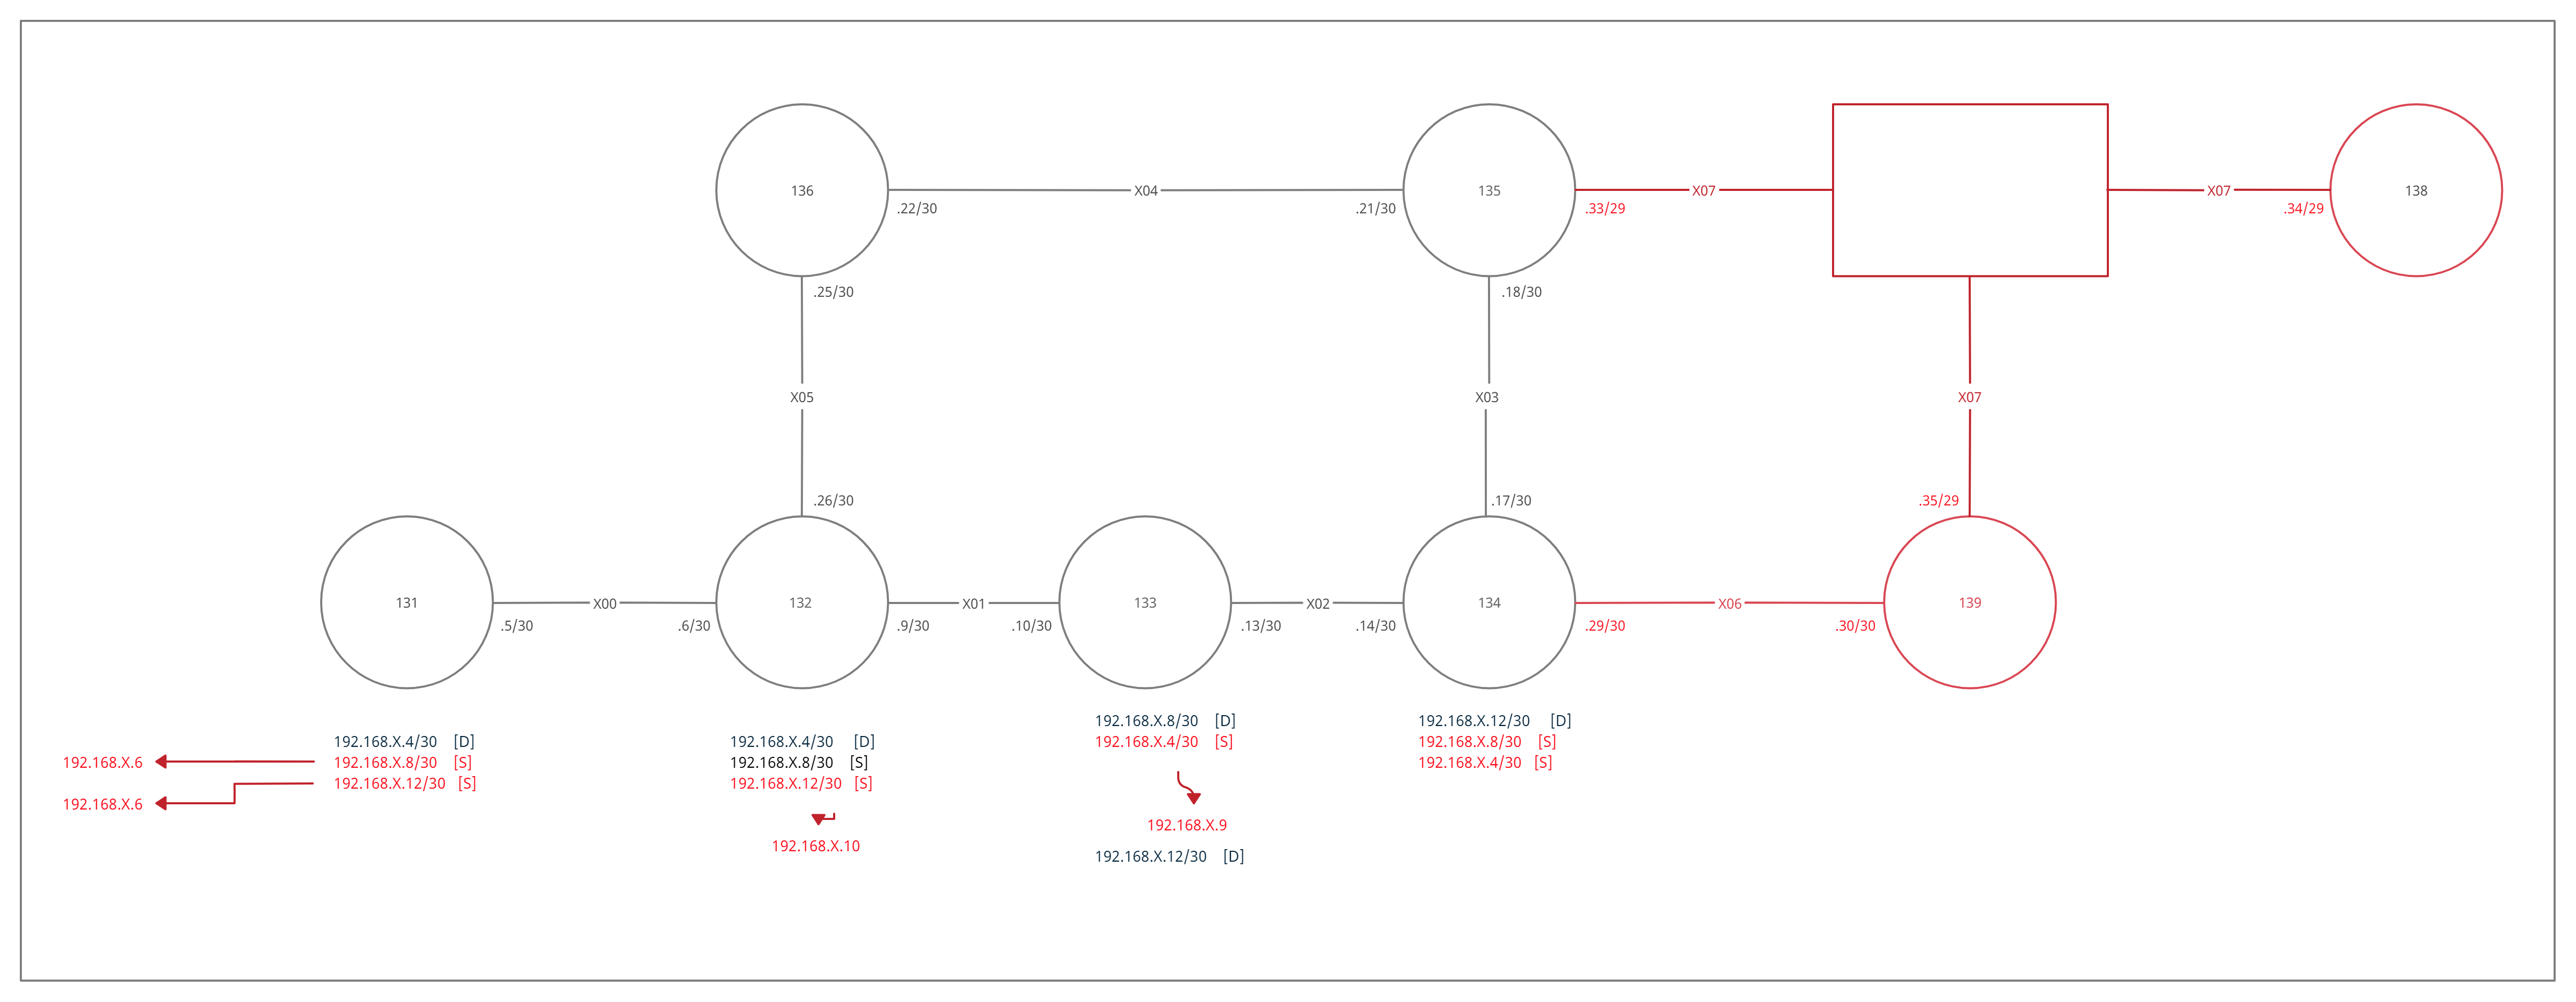 136
X04
135
X07
X07
138
.22/30
.21/30
.33/29
.34/29
.25/30
.18/30
X05
X03
X07
.26/30
.17/30
.35/29
131
X00
132
X01
133
X02
134
X06
139
.5/30
.6/30
.9/30
.10/30
.13/30
.14/30
.29/30
.30/30
192.168.X.4/30 [D]
192.168.X.8/30 [S]
192.168.X.12/30 [S]
192.168.X.6
192.168.X.6
192.168.X.4/30 [D]
192.168.X.8/30 [S]
192.168.X.12/30 [S]
192.168.X.10
192.168.X.8/30 [D]
192.168.X.4/30 [S]
192.168.X.9
192.168.X.12/30 [D]
192.168.X.12/30 [D]
192.168.X.8/30 [S]
192.168.X.4/30 [S]